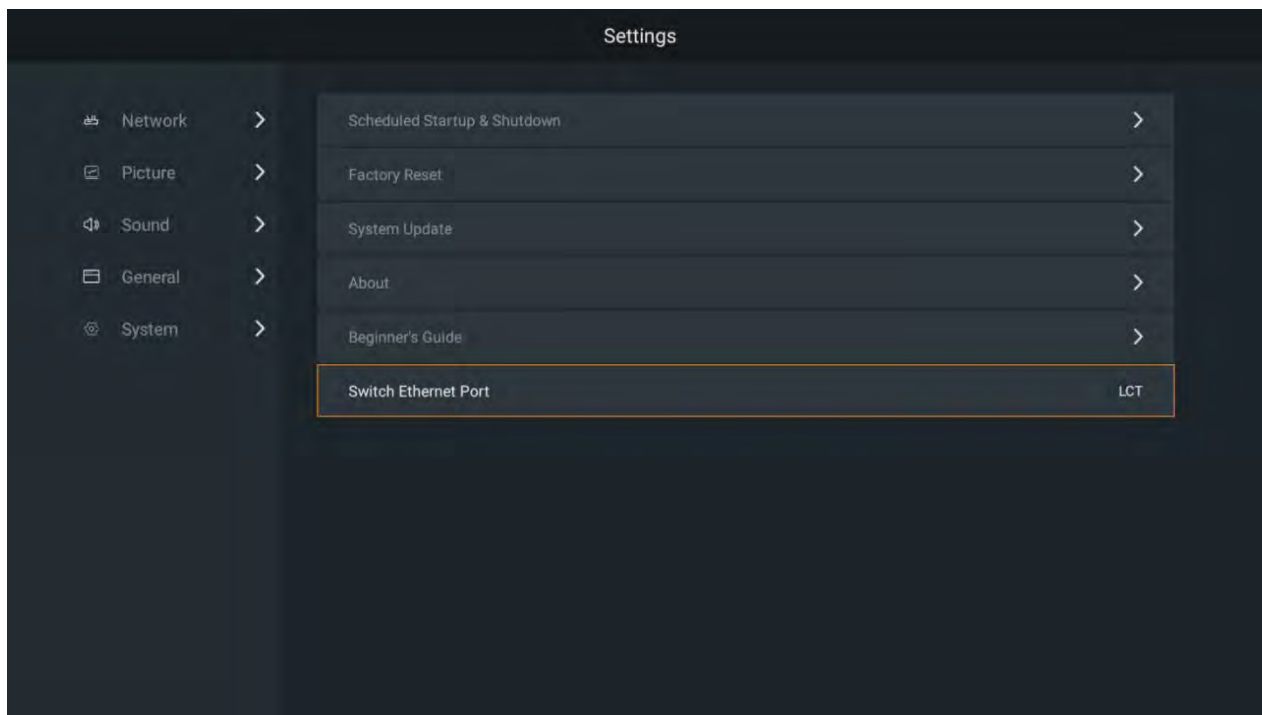 Settings
Network
Picture
Sound
General
System
Scheduled Startup & Shutdown
Factory Reset
System Update
About
Beginner's Guide
Switch Ethernet Port LCT